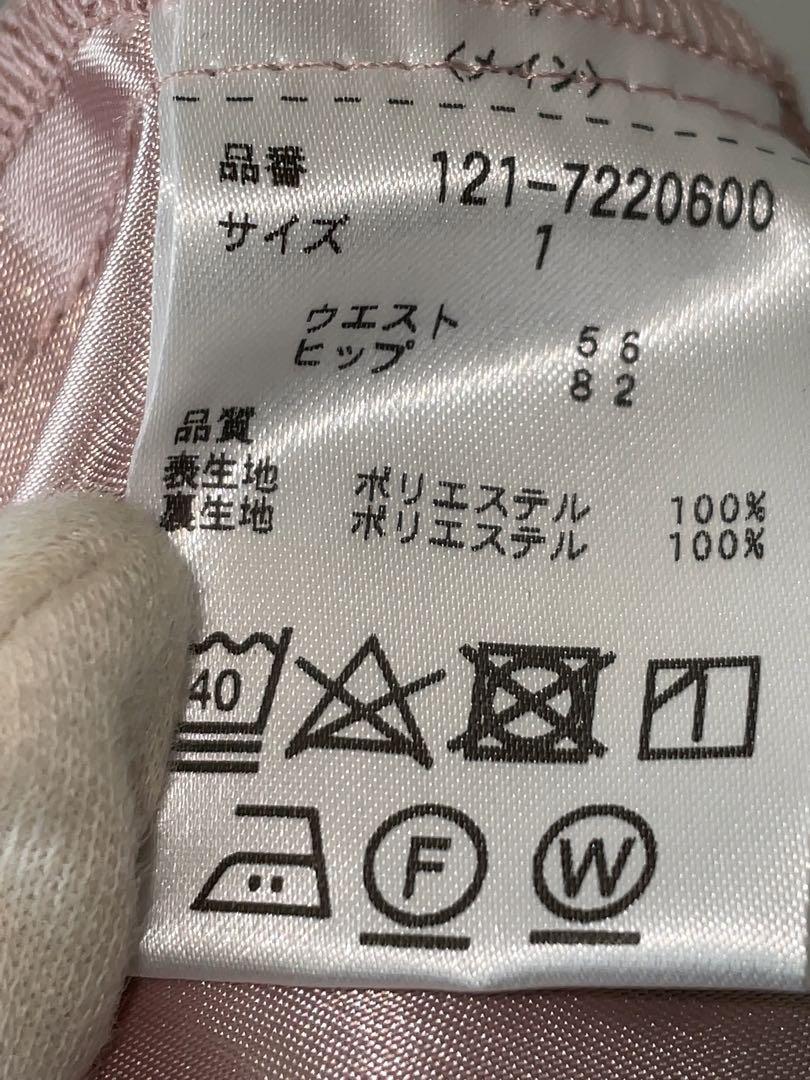 〈メイン〉
品番 121-7220600
サイズ 1
ウエスト 56
ヒップ 82
品質
表生地 ポリエステル 100%
裏生地 ポリエステル 100%
40
F W